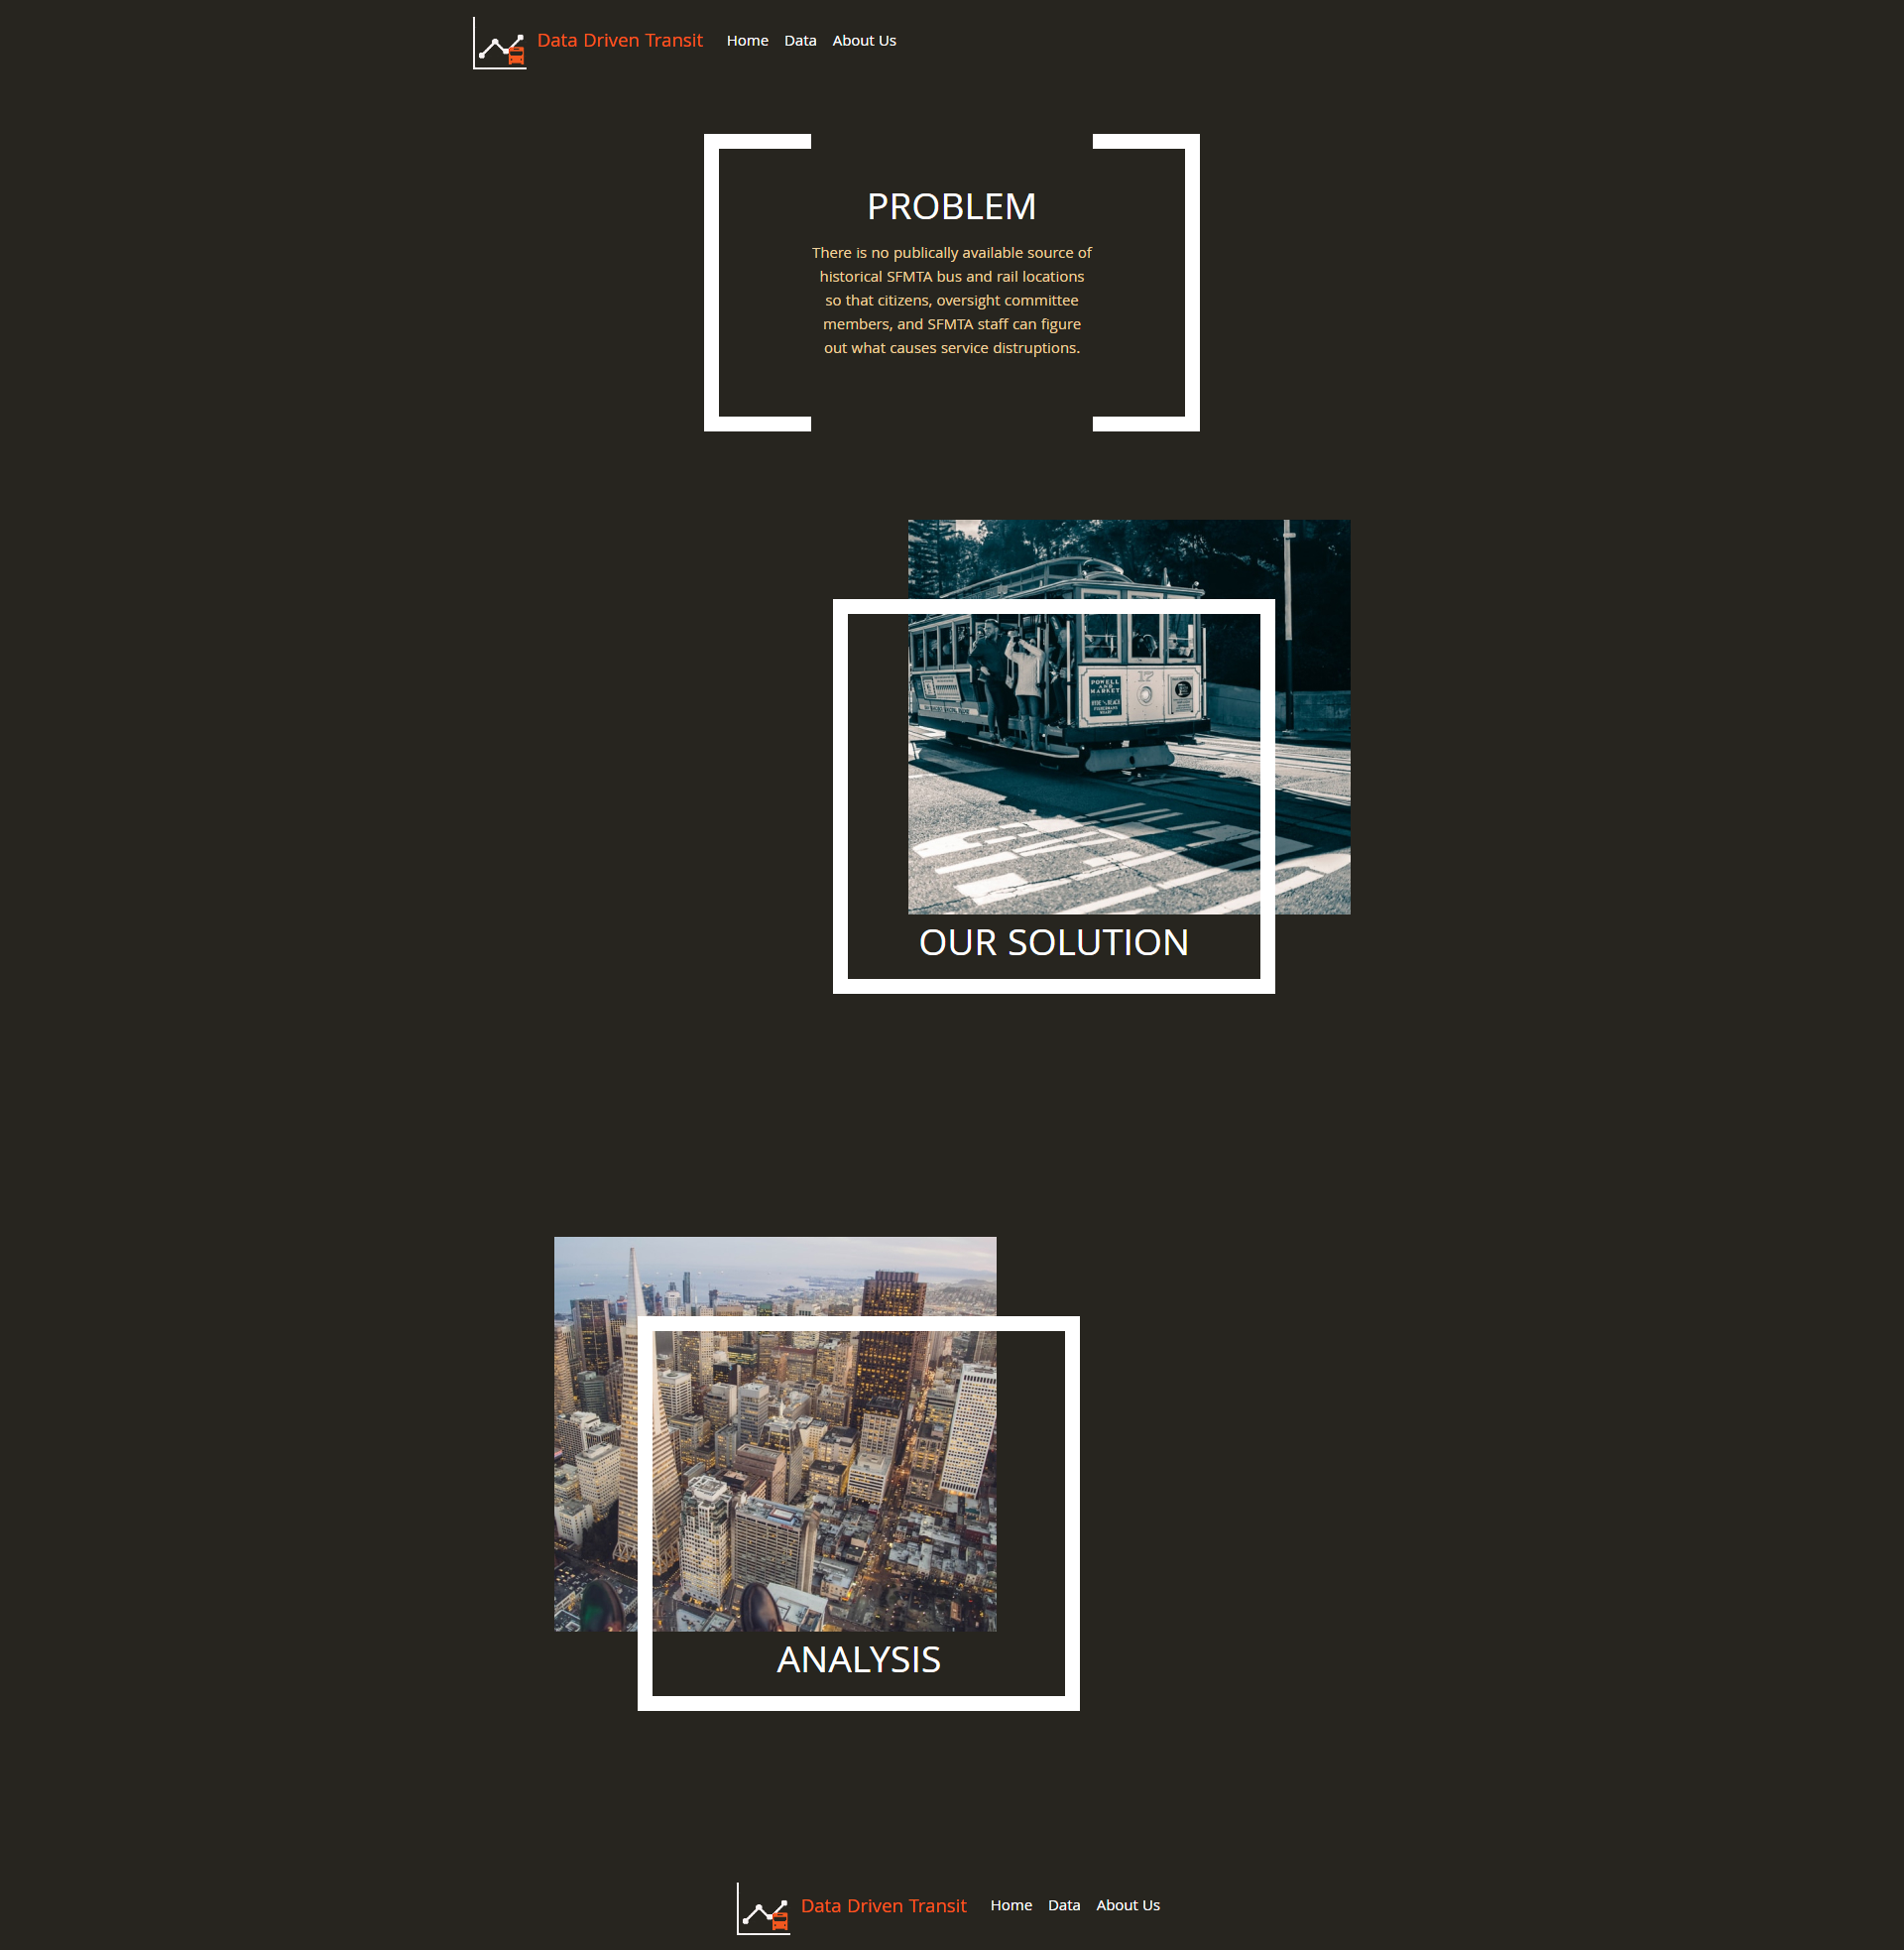 Data Driven Transit Home Data About Us
PROBLEM
There is no publically available source of
historical SFMTA bus and rail locations
so that citizens, oversight committee
members, and SFMTA staff can figure
out what causes service distruptions.
17
POWELL
AND
MARKET
OUR SOLUTION
ANALYSIS
Data Driven Transit Home Data About Us